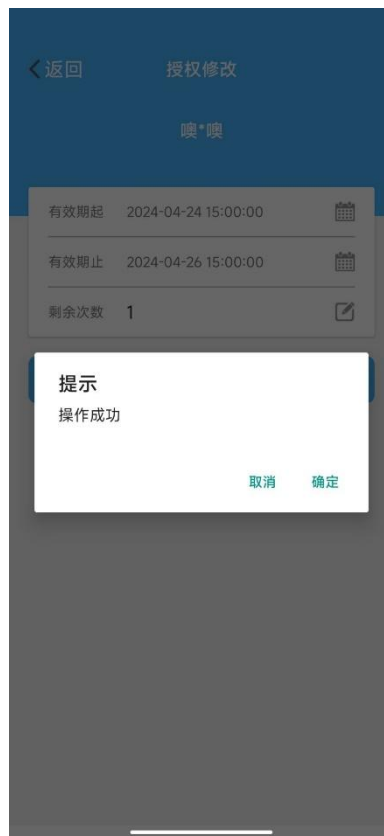 返回 授权修改
噢*噢
有效期起 2024-04-24 15:00:00
有效期止 2024-04-26 15:00:00
剩余次数 1
提示
操作成功
取消 确定